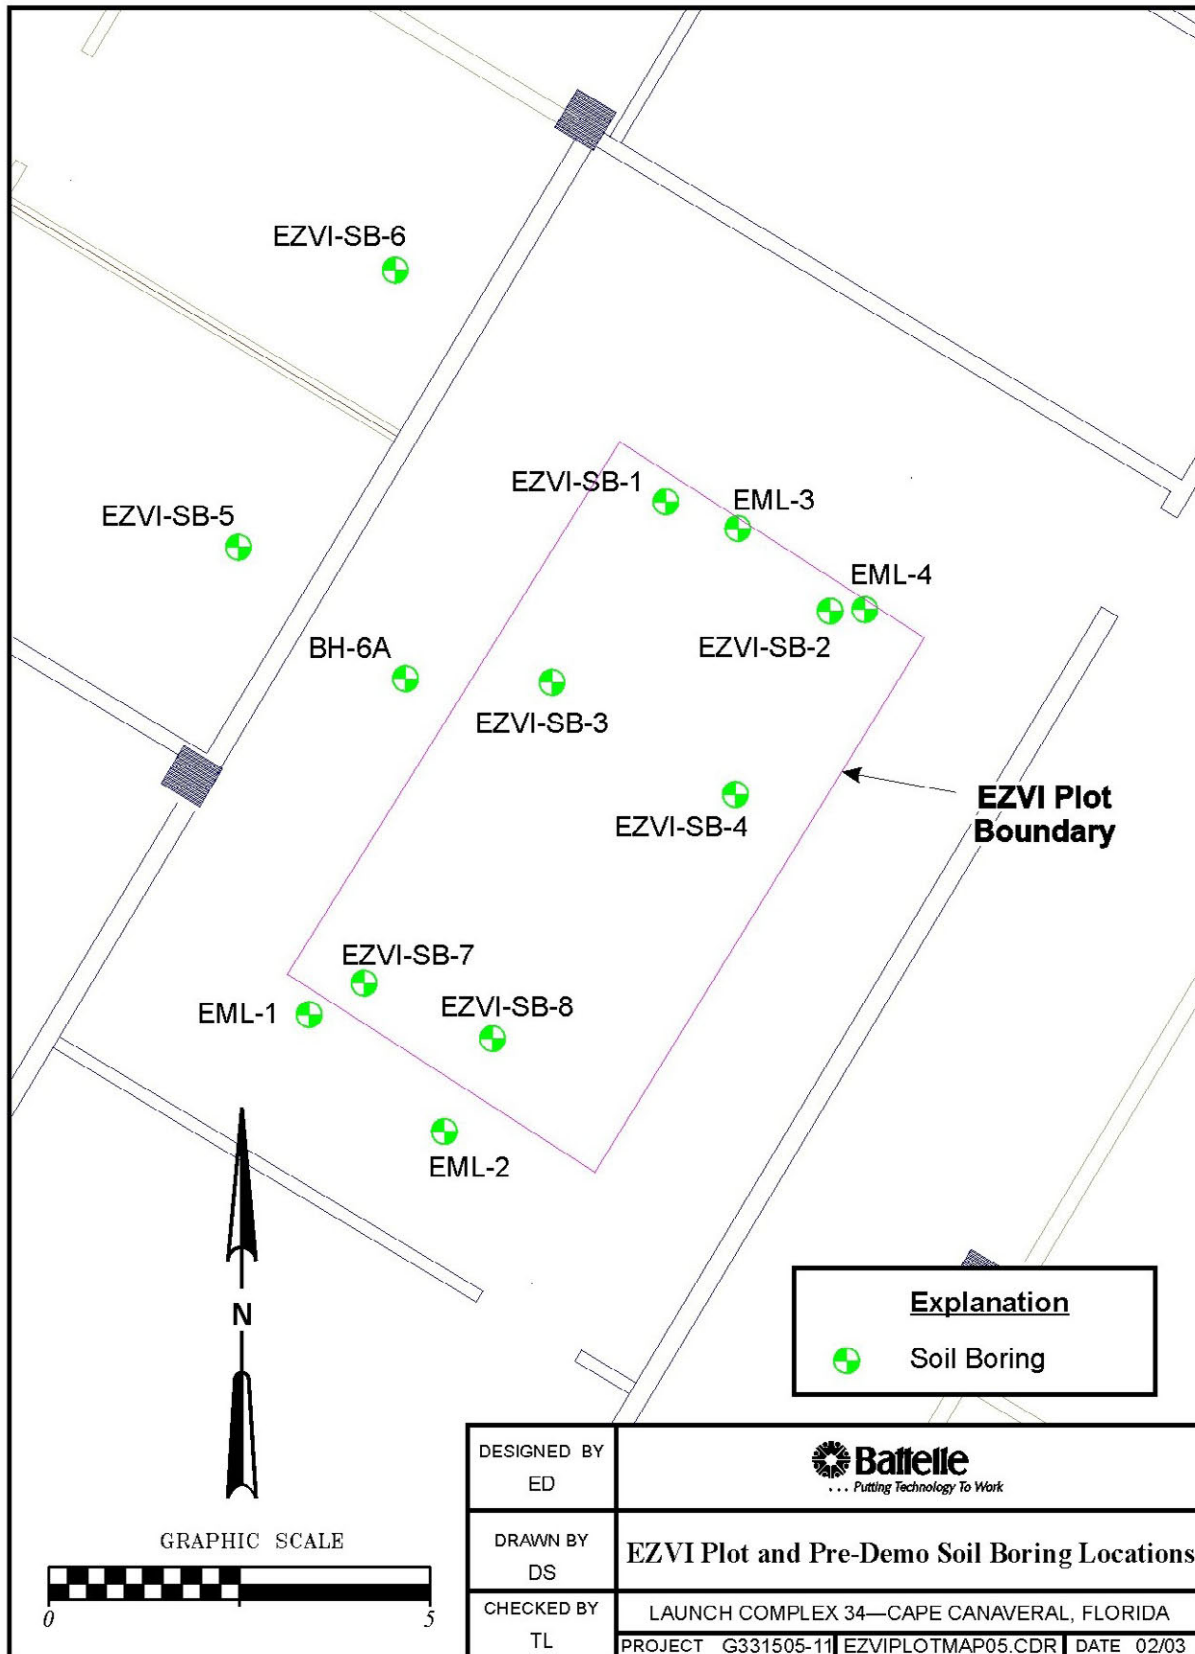 EZVI-SB-6
EZVI-SB-1
EML-3
EZVI-SB-5
EML-4
BH-6A
EZVI-SB-2
EZVI-SB-3
EZVI-SB-4
EZVI Plot
Boundary
EZVI-SB-7
EML-1
EZVI-SB-8
EML-2
N
Explanation
Soil Boring
GRAPHIC SCALE
0
5
DESIGNED BY
ED
Battelle
. . . Putting Technology To Work
DRAWN BY
DS
EZVI Plot and Pre-Demo Soil Boring Locations
CHECKED BY
TL
LAUNCH COMPLEX 34—CAPE CANAVERAL, FLORIDA
PROJECT G331505-11 EZVIPLOTMAP05.CDR DATE 02/03